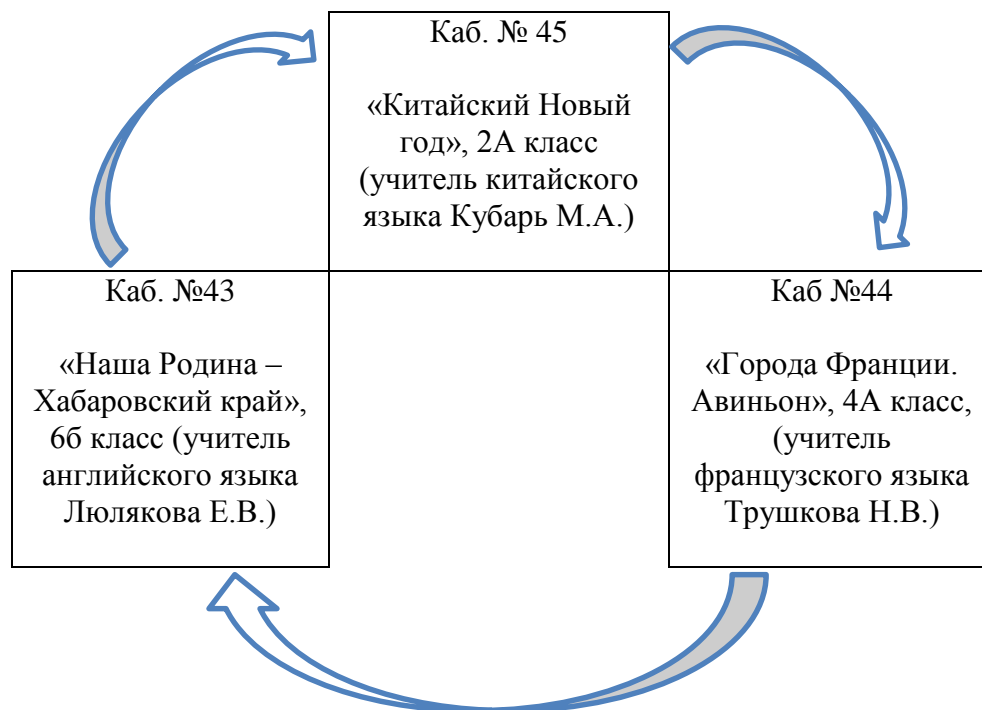 Каб. № 45
«Китайский Новый
год», 2А класс
(учитель китайского
языка Кубарь М.А.)
Каб. №43
«Наша Родина –
Хабаровский край»,
6б класс (учитель
английского языка
Люлякова Е.В.)
Каб №44
«Города Франции.
Авиньон», 4А класс,
(учитель
французского языка
Трушкова Н.В.)